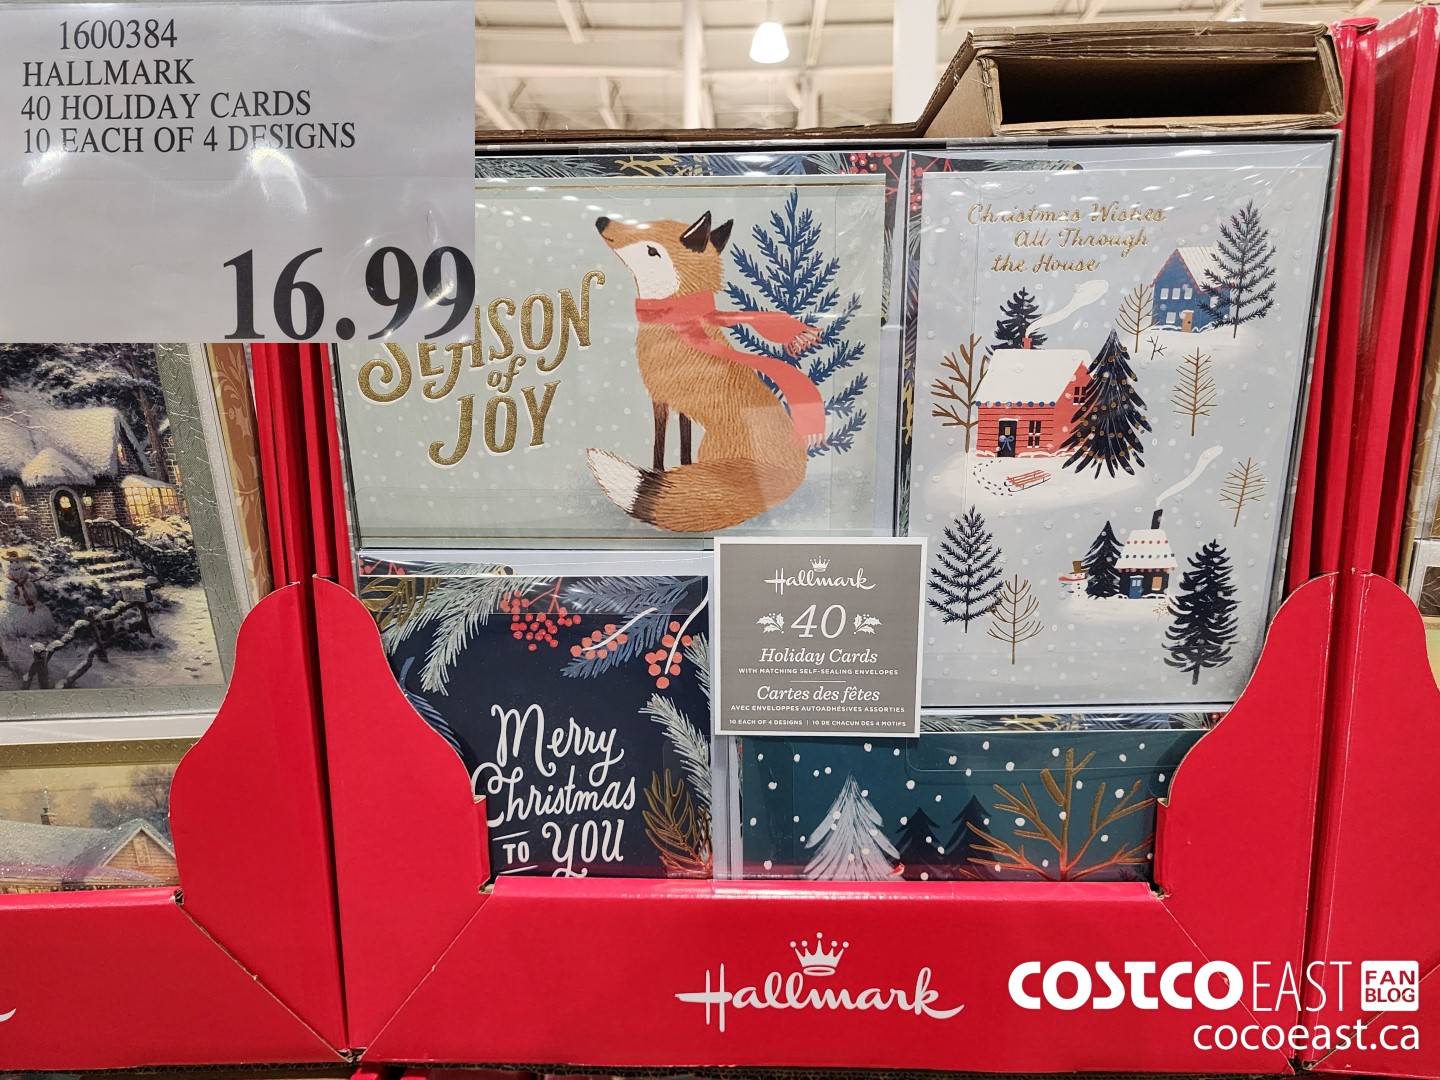 1600384
HALLMARK
40 HOLIDAY CARDS
10 EACH OF 4 DESIGNS
16.99
SEASON
of
JOY
Christmas Wishes
All Through
the House
Hallmark
40
Holiday Cards
WITH MATCHING SELF-SEALING ENVELOPES
Cartes des fêtes
AVEC ENVELOPPES AUTOADHÉSIVES ASSORTIES
10 EACH OF 4 DESIGNS | 10 DE CHACUN DES 4 MOTIFS
Merry
Christmas
TO YOU
Hallmark
COSTCO EAST FAN BLOG
cocoeast.ca